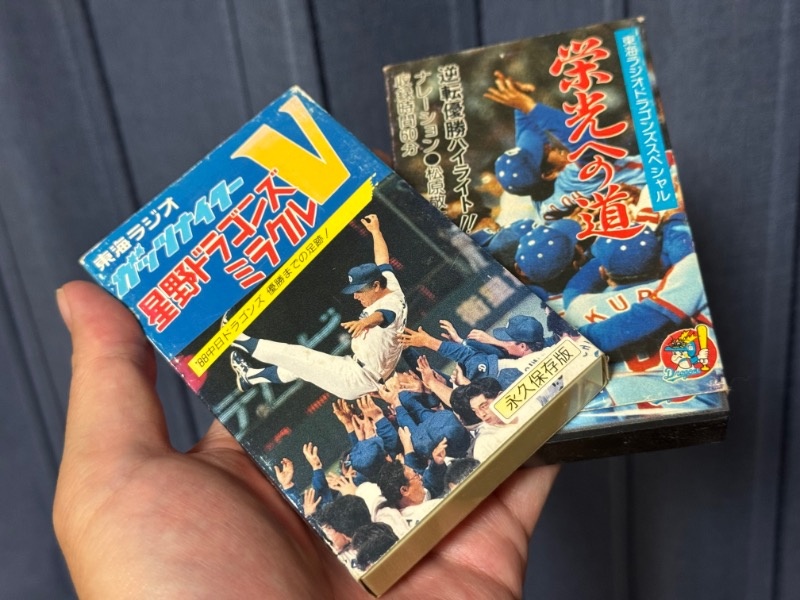 東海ラジオ
ガッツナイター
星野ドラゴンズ
ミラクル
V
'88中日ドラゴンズ 優勝までの足跡!
永久保存版
東海ラジオドラゴンズスペシャル
栄光への道
逆転優勝ハイライト!!
ナレーション●松原敬
収録時間60分
KUR